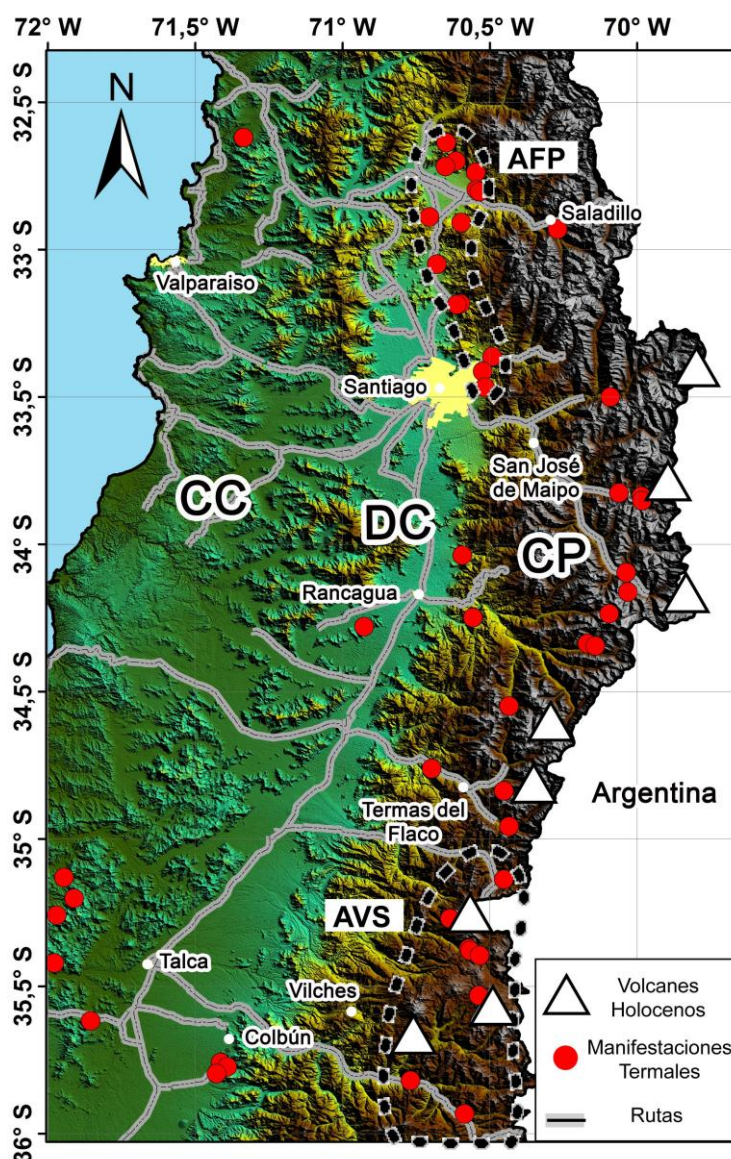 72° W
71,5° W
71° W
70,5° W
70° W
32,5° S
33° S
33,5° S
34° S
34,5° S
35° S
35,5° S
36° S
N
AFP
Saladillo
Valparaiso
Santiago
San José
de Maipo
CC
DC
CP
Rancagua
Termas del
Flaco
Argentina
AVS
Talca
Vilches
Colbún
Volcanes
Holocenos
Manifestaciones
Termales
Rutas